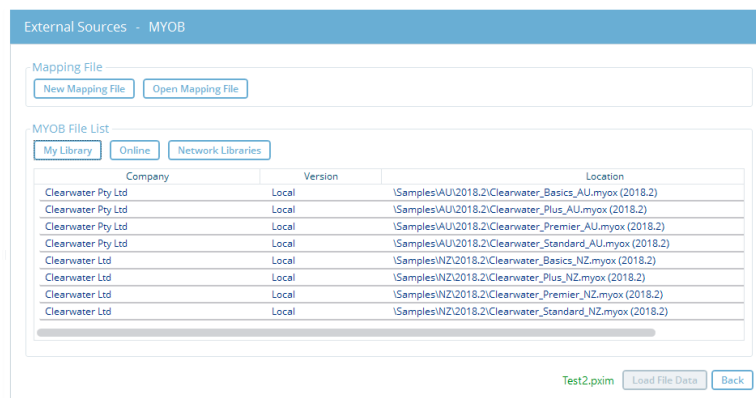 External Sources - MYOB
Mapping File
New Mapping File Open Mapping File
MYOB File List
My Library Online Network Libraries
Company Version Location
Clearwater Pty Ltd Local \Samples\AU\2018.2\Clearwater_Basics_AU.myox (2018.2)
Clearwater Pty Ltd Local \Samples\AU\2018.2\Clearwater_Plus_AU.myox (2018.2)
Clearwater Pty Ltd Local \Samples\AU\2018.2\Clearwater_Premier_AU.myox (2018.2)
Clearwater Pty Ltd Local \Samples\AU\2018.2\Clearwater_Standard_AU.myox (2018.2)
Clearwater Ltd Local \Samples\NZ\2018.2\Clearwater_Basics_NZ.myox (2018.2)
Clearwater Ltd Local \Samples\NZ\2018.2\Clearwater_Plus_NZ.myox (2018.2)
Clearwater Ltd Local \Samples\NZ\2018.2\Clearwater_Premier_NZ.myox (2018.2)
Clearwater Ltd Local \Samples\NZ\2018.2\Clearwater_Standard_NZ.myox (2018.2)
Test2.pxim Load File Data Back